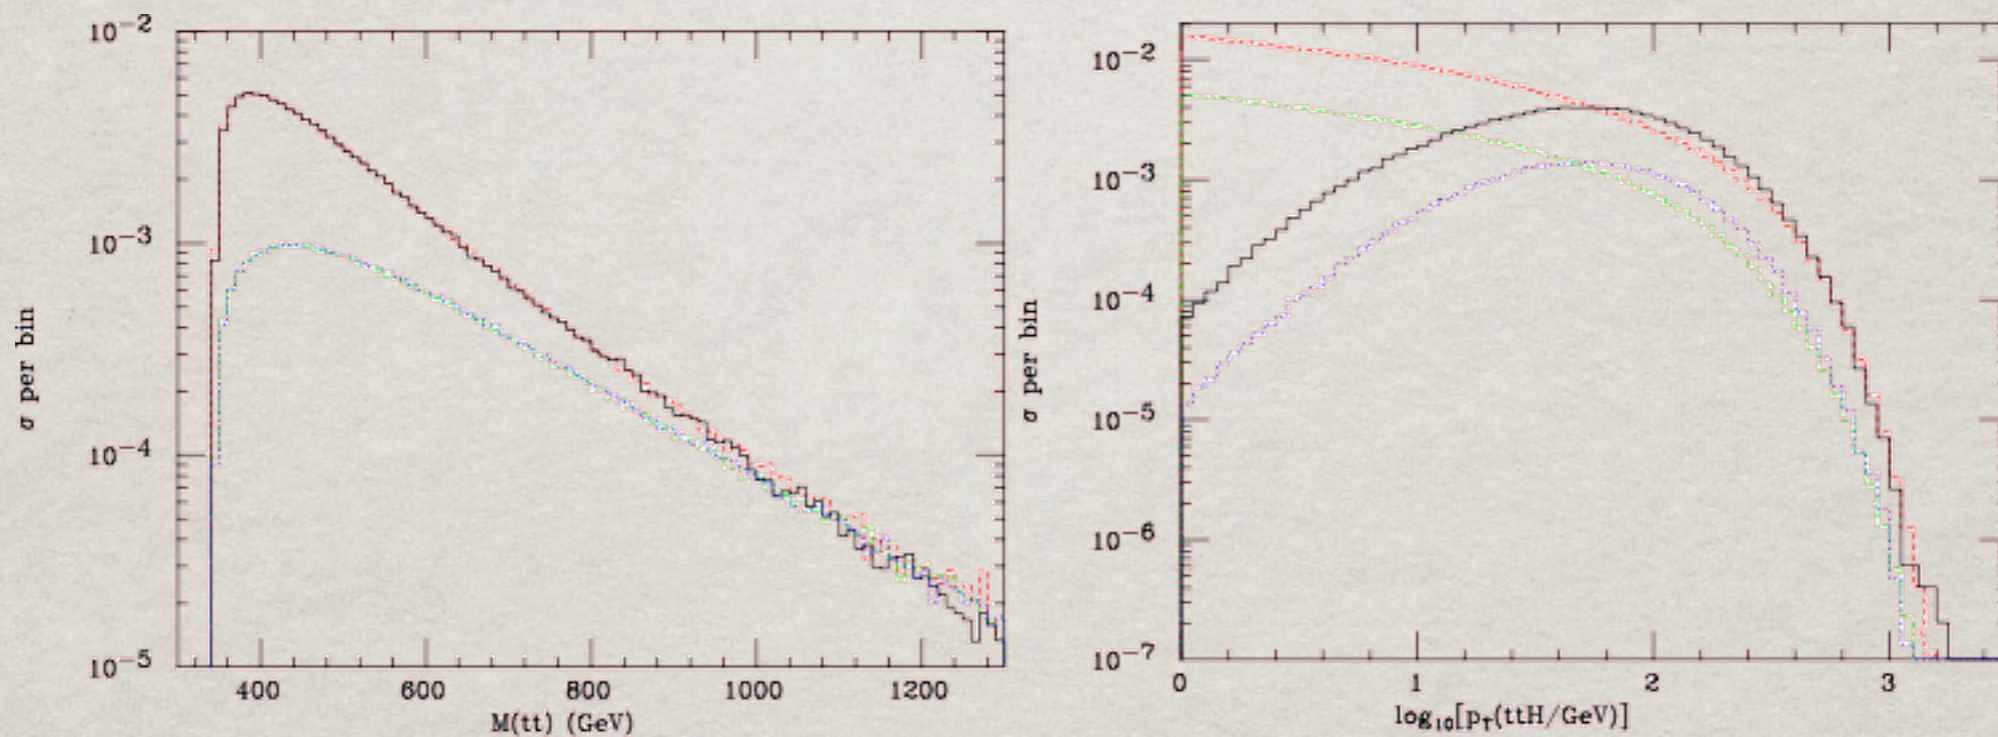 10⁻²
10⁻³
10⁻⁴
10⁻⁵
σ per bin
400 600 800 1000 1200
M(tt) (GeV)
10⁻²
10⁻³
10⁻⁴
10⁻⁵
10⁻⁶
10⁻⁷
σ per bin
0 1 2 3
log₁₀[p_T(ttH/GeV)]